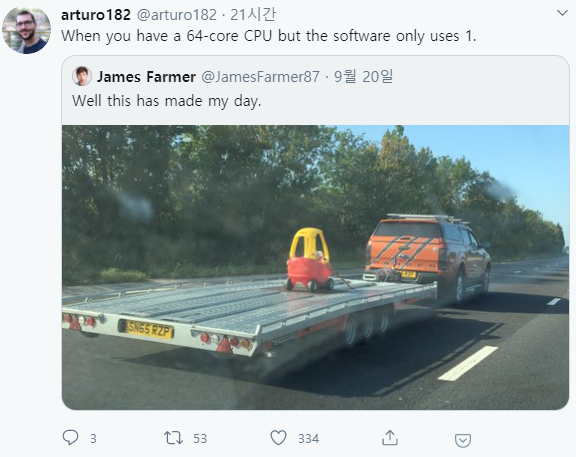 arturo182 @arturo182 · 21시간
When you have a 64-core CPU but the software only uses 1.
James Farmer @JamesFarmer87 · 9월 20일
Well this has made my day.
SN65 RZP
3 53 334